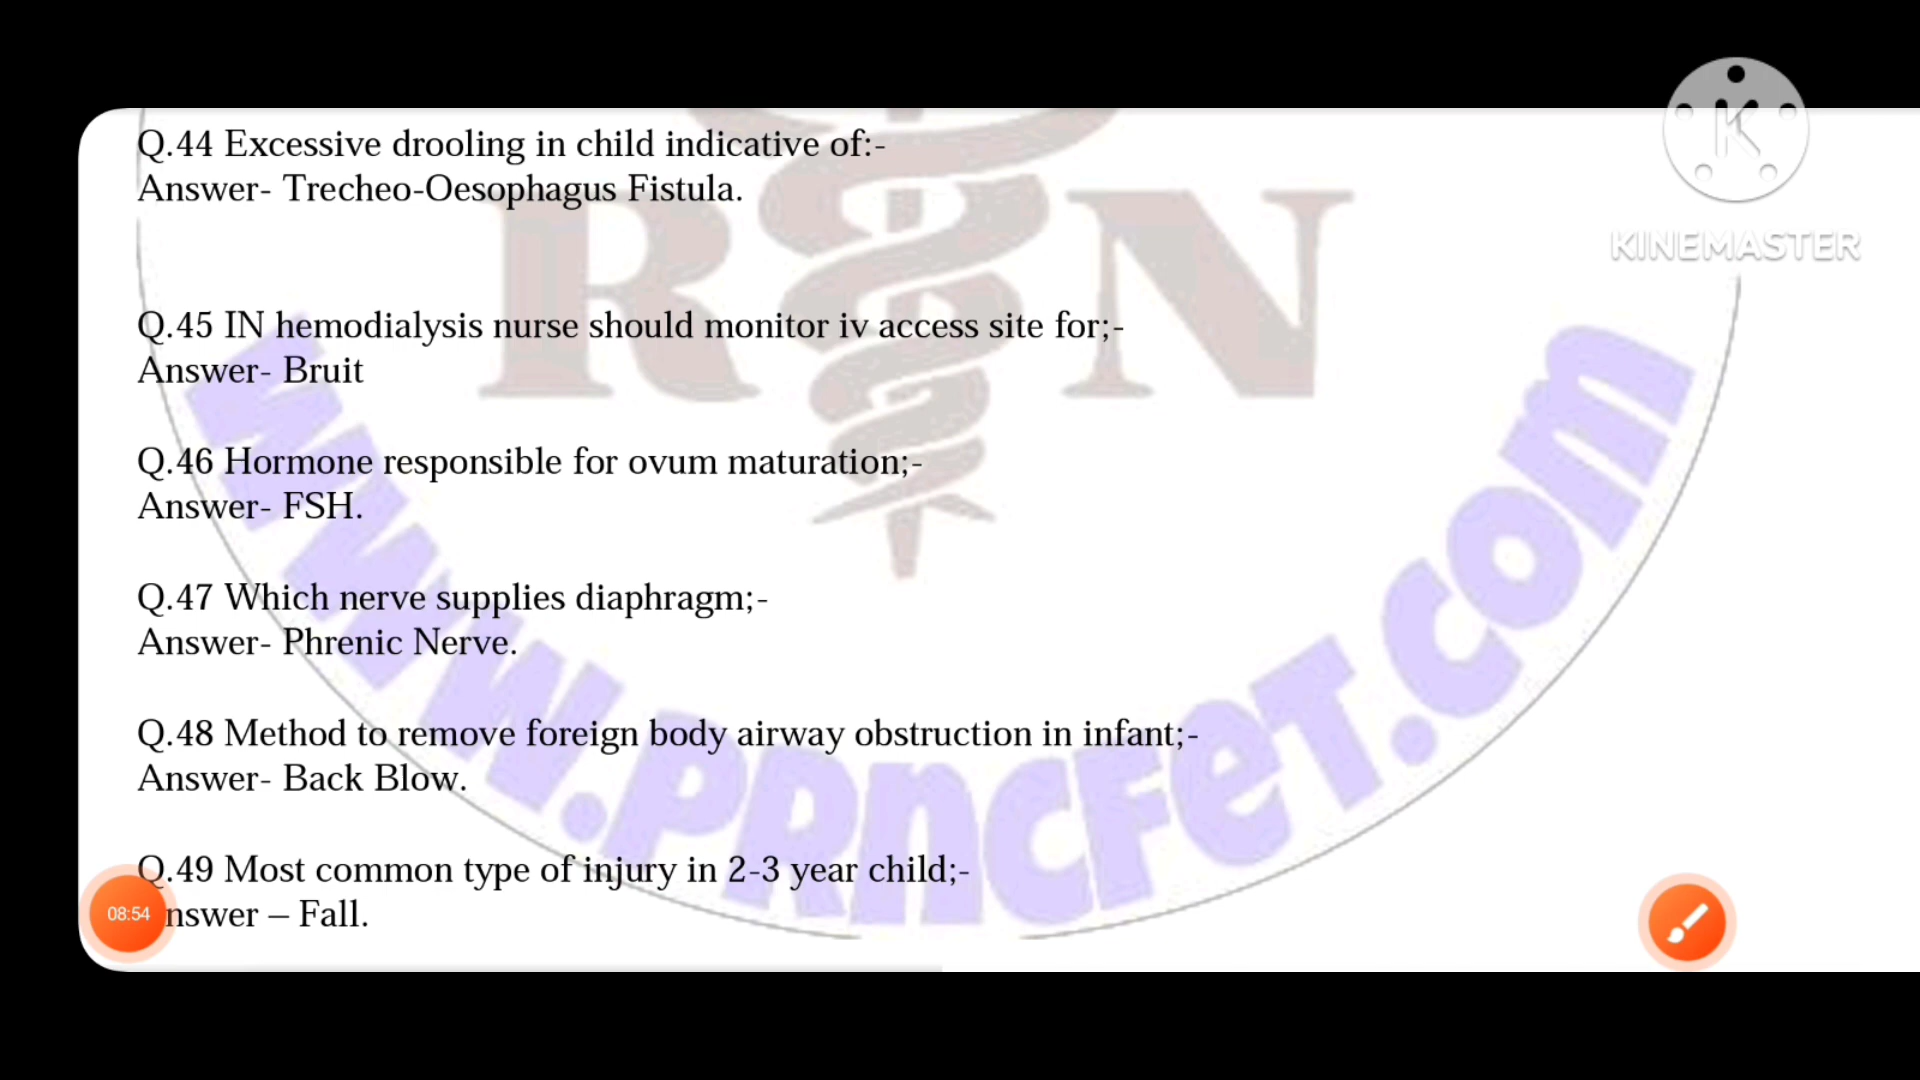 Q.44 Excessive drooling in child indicative of:-
Answer- Trecheo-Oesophagus Fistula.
R N
K
KINEMASTER
Q.45 IN hemodialysis nurse should monitor iv access site for;-
Answer- Bruit
Q.46 Hormone responsible for ovum maturation;-
Answer- FSH.
Q.47 Which nerve supplies diaphragm;-
Answer- Phrenic Nerve.
Q.48 Method to remove foreign body airway obstruction in infant;-
Answer- Back Blow.
Q.49 Most common type of injury in 2-3 year child;-
08:54 nswer – Fall.
www.PRnCFeT.com